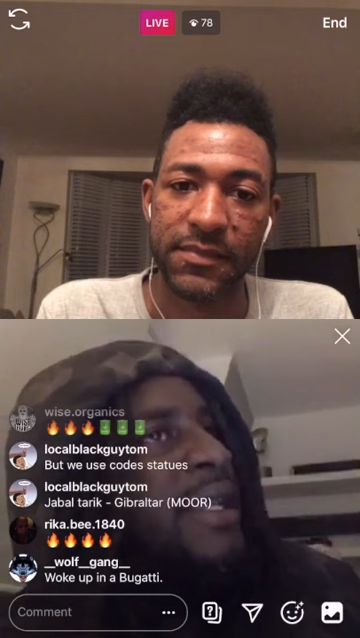 LIVE
78
End
wise.organics
🔥🔥🔥🔋🔋🔋
localblackguytom
But we use codes statues
localblackguytom
Jabal tarik - Gibraltar (MOOR)
rika.bee.1840
🔥🔥🔥🔥
__wolf__gang__
Woke up in a Bugatti.
Comment